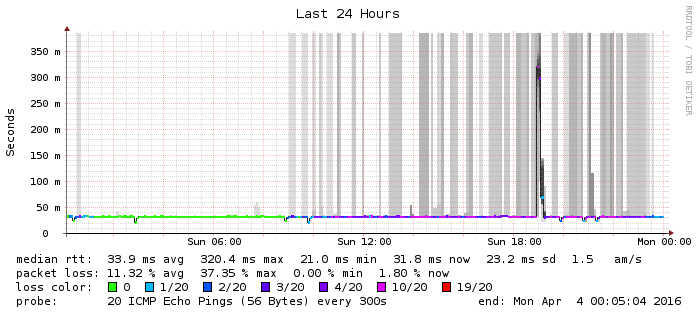 Last 24 Hours
RRDTOOL / TOBI OETIKER
Seconds
350 m
300 m
250 m
200 m
150 m
100 m
50 m
0
Sun 06:00 Sun 12:00 Sun 18:00 Mon 00:00
median rtt: 33.9 ms avg 320.4 ms max 21.0 ms min 31.8 ms now 23.2 ms sd 1.5 am/s
packet loss: 11.32 % avg 37.35 % max 0.00 % min 1.80 % now
loss color: 0 1/20 2/20 3/20 4/20 10/20 19/20
probe: 20 ICMP Echo Pings (56 Bytes) every 300s end: Mon Apr 4 00:05:04 2016